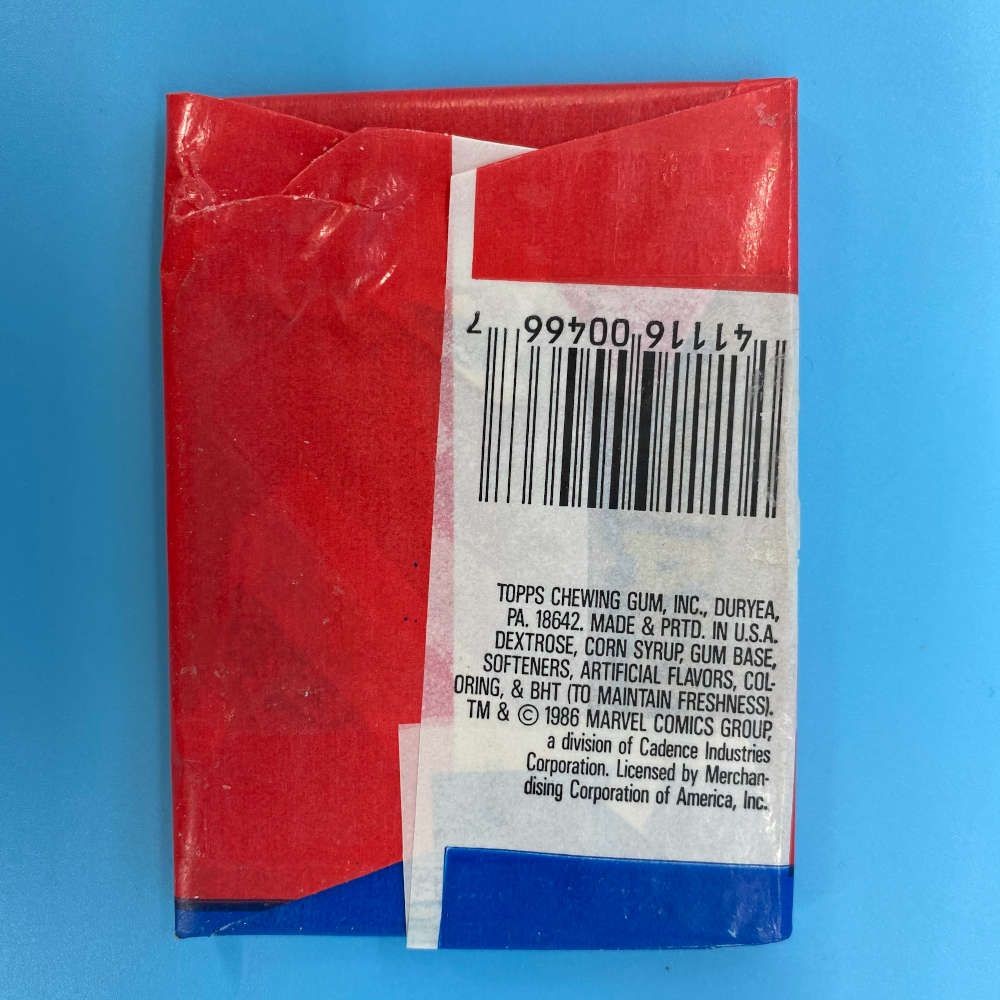 41116 00466 7
TOPPS CHEWING GUM, INC., DURYEA,
PA. 18642. MADE & PRTD. IN U.S.A.
DEXTROSE, CORN SYRUP, GUM BASE,
SOFTENERS, ARTIFICIAL FLAVORS, COL-
ORING, & BHT (TO MAINTAIN FRESHNESS).
TM & © 1986 MARVEL COMICS GROUP,
a division of Cadence Industries
Corporation. Licensed by Merchan-
dising Corporation of America, Inc.